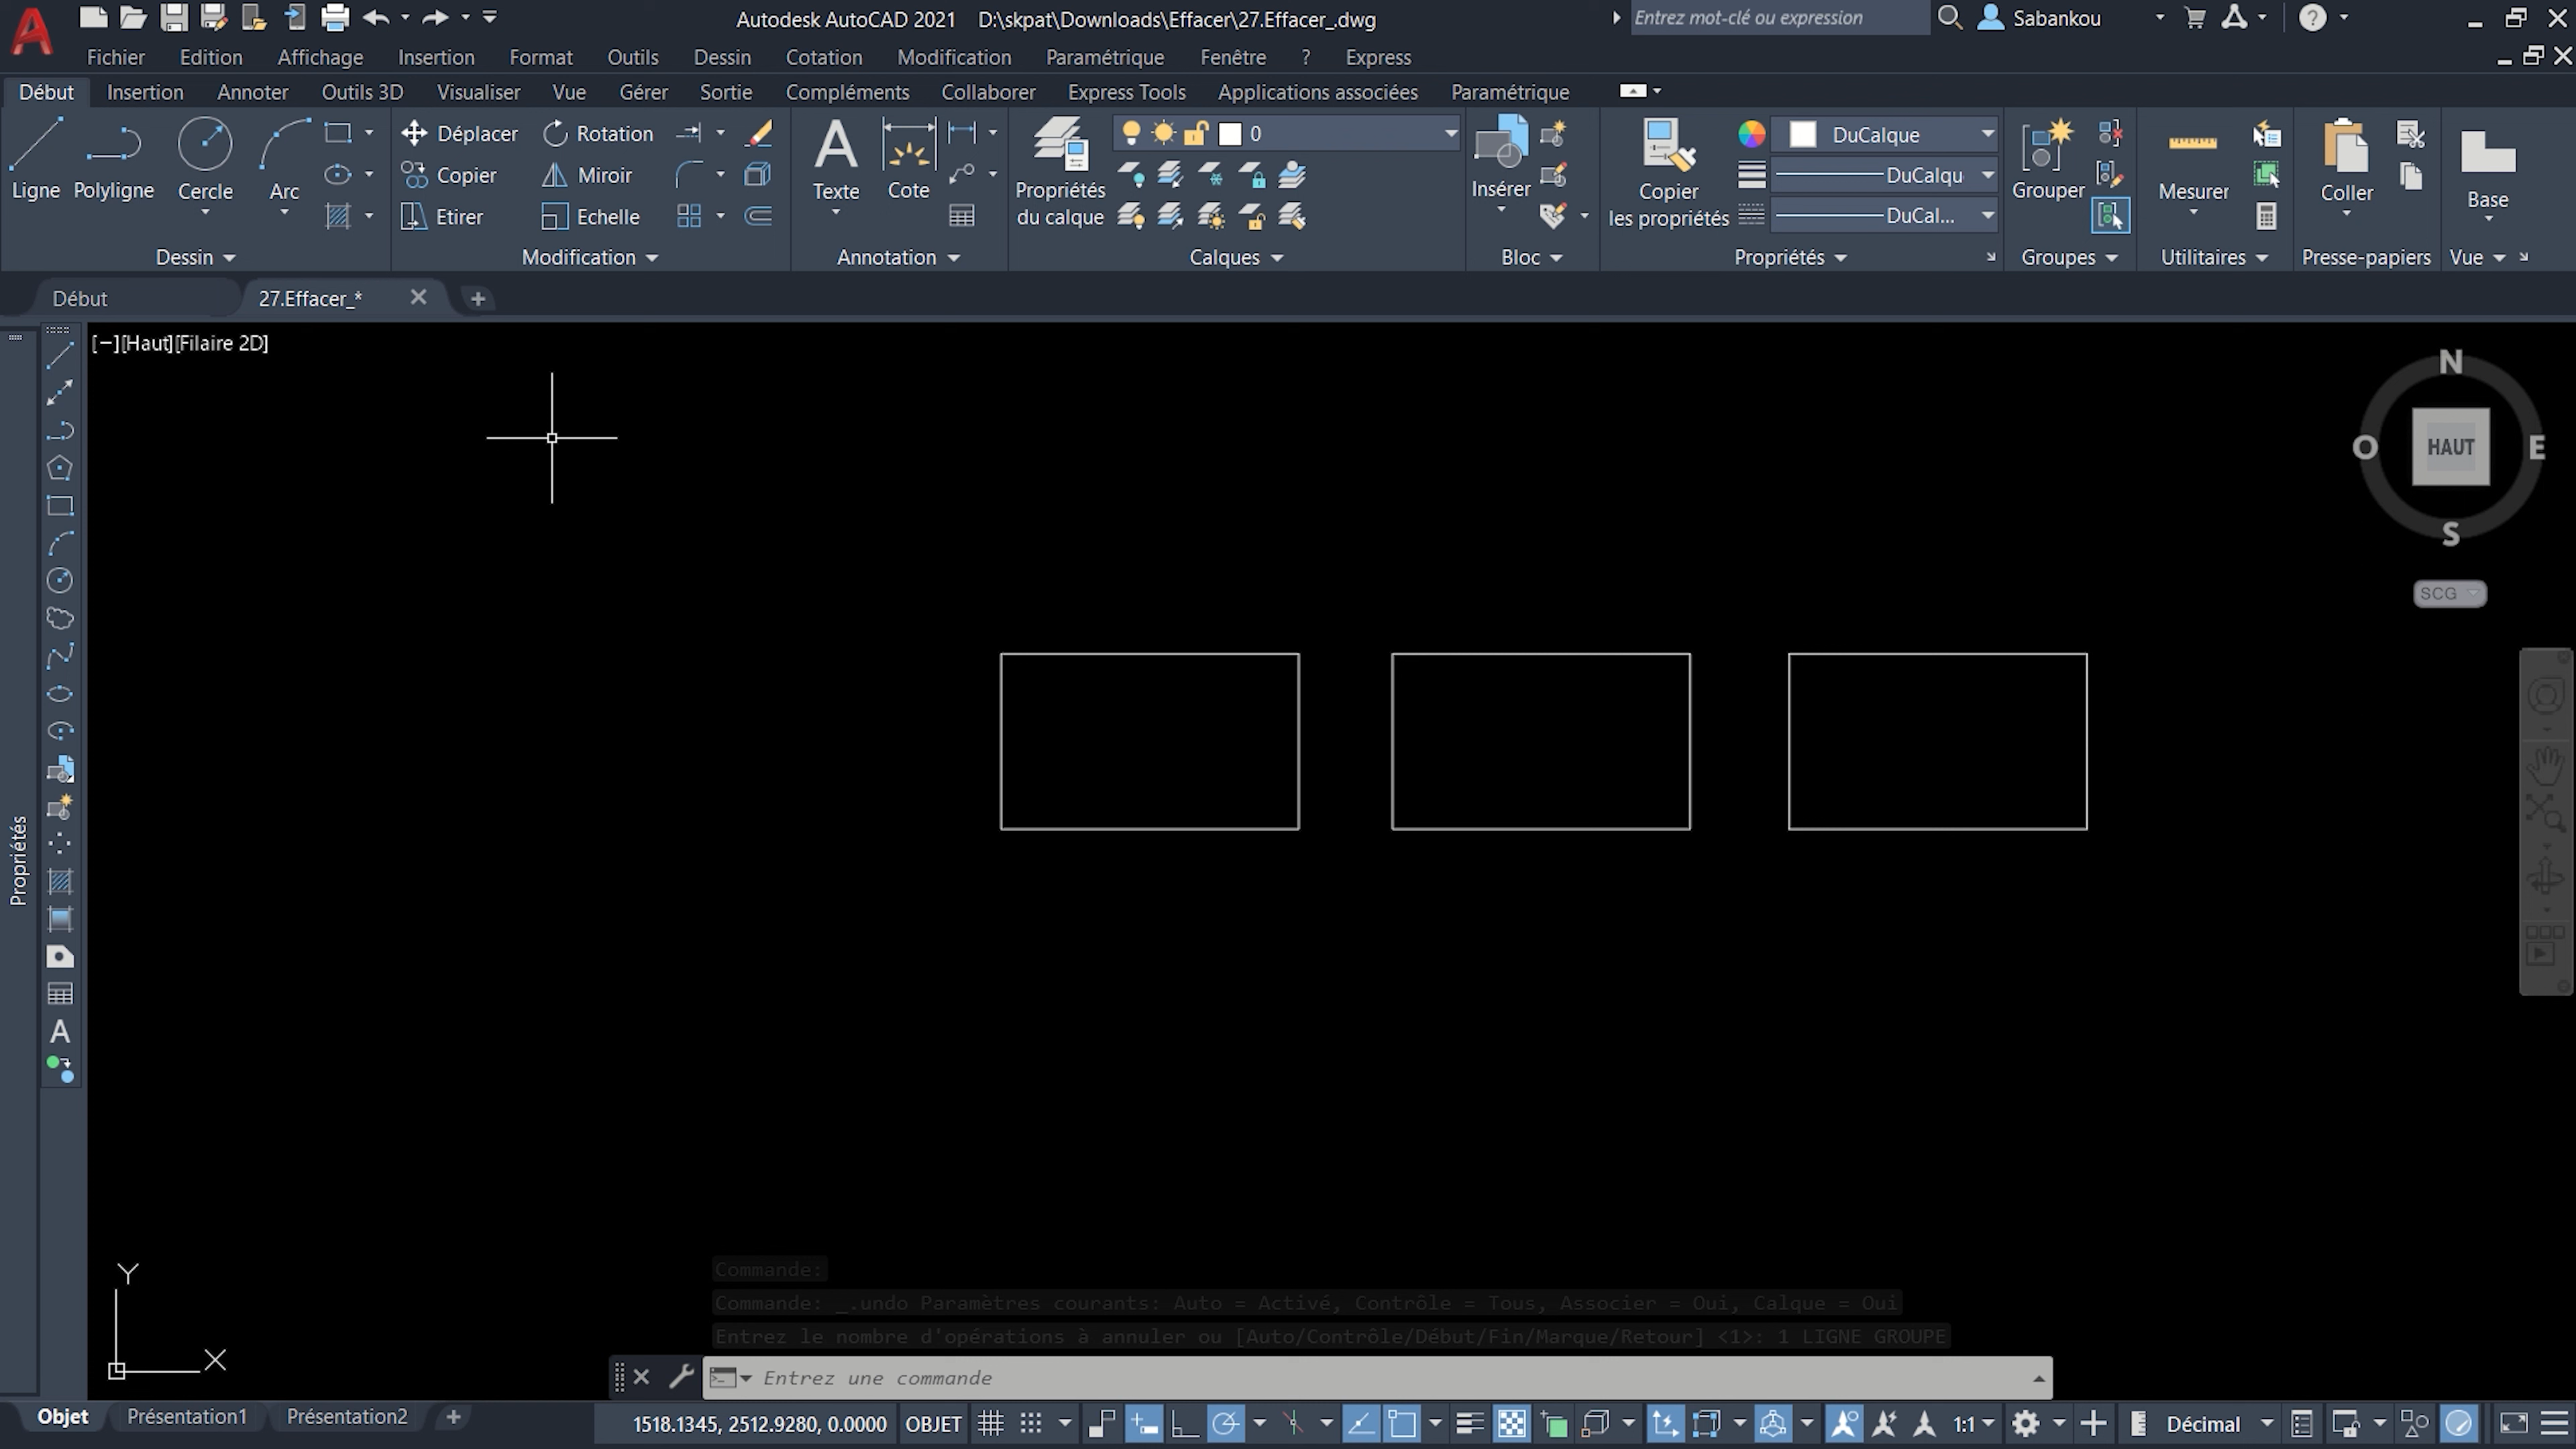 Autodesk AutoCAD 2021 D:\skpat\Downloads\Effacer\27.Effacer_.dwg
Entrez mot-clé ou expression
Sabankou
Fichier Edition Affichage Insertion Format Outils Dessin Cotation Modification Paramétrique Fenêtre ? Express
Début Insertion Annoter Outils 3D Visualiser Vue Gérer Sortie Compléments Collaborer Express Tools Applications associées Paramétrique
Ligne Polyligne Cercle Arc
Déplacer Rotation
Copier Miroir
Etirer Echelle
Texte Cote
Propriétés
du calque
0
Insérer
Copier
les propriétés
DuCalque
DuCalqu
DuCal...
Grouper
Mesurer
Coller
Base
Dessin Modification Annotation Calques Bloc Propriétés Groupes Utilitaires Presse-papiers Vue
Début 27.Effacer_*
[−][Haut][Filaire 2D]
N
O HAUT E
S
SCG
Propriétés
A
Y
X
Commande:
Commande: _.undo Paramètres courants: Auto = Activé, Contrôle = Tous, Associer = Oui, Calque = Oui
Entrez le nombre d'opérations à annuler ou [Auto/Contrôle/Début/Fin/Marque/Retour] <1>: 1 LIGNE GROUPE
Entrez une commande
Objet Présentation1 Présentation2
1518.1345, 2512.9280, 0.0000 OBJET 1:1 Décimal